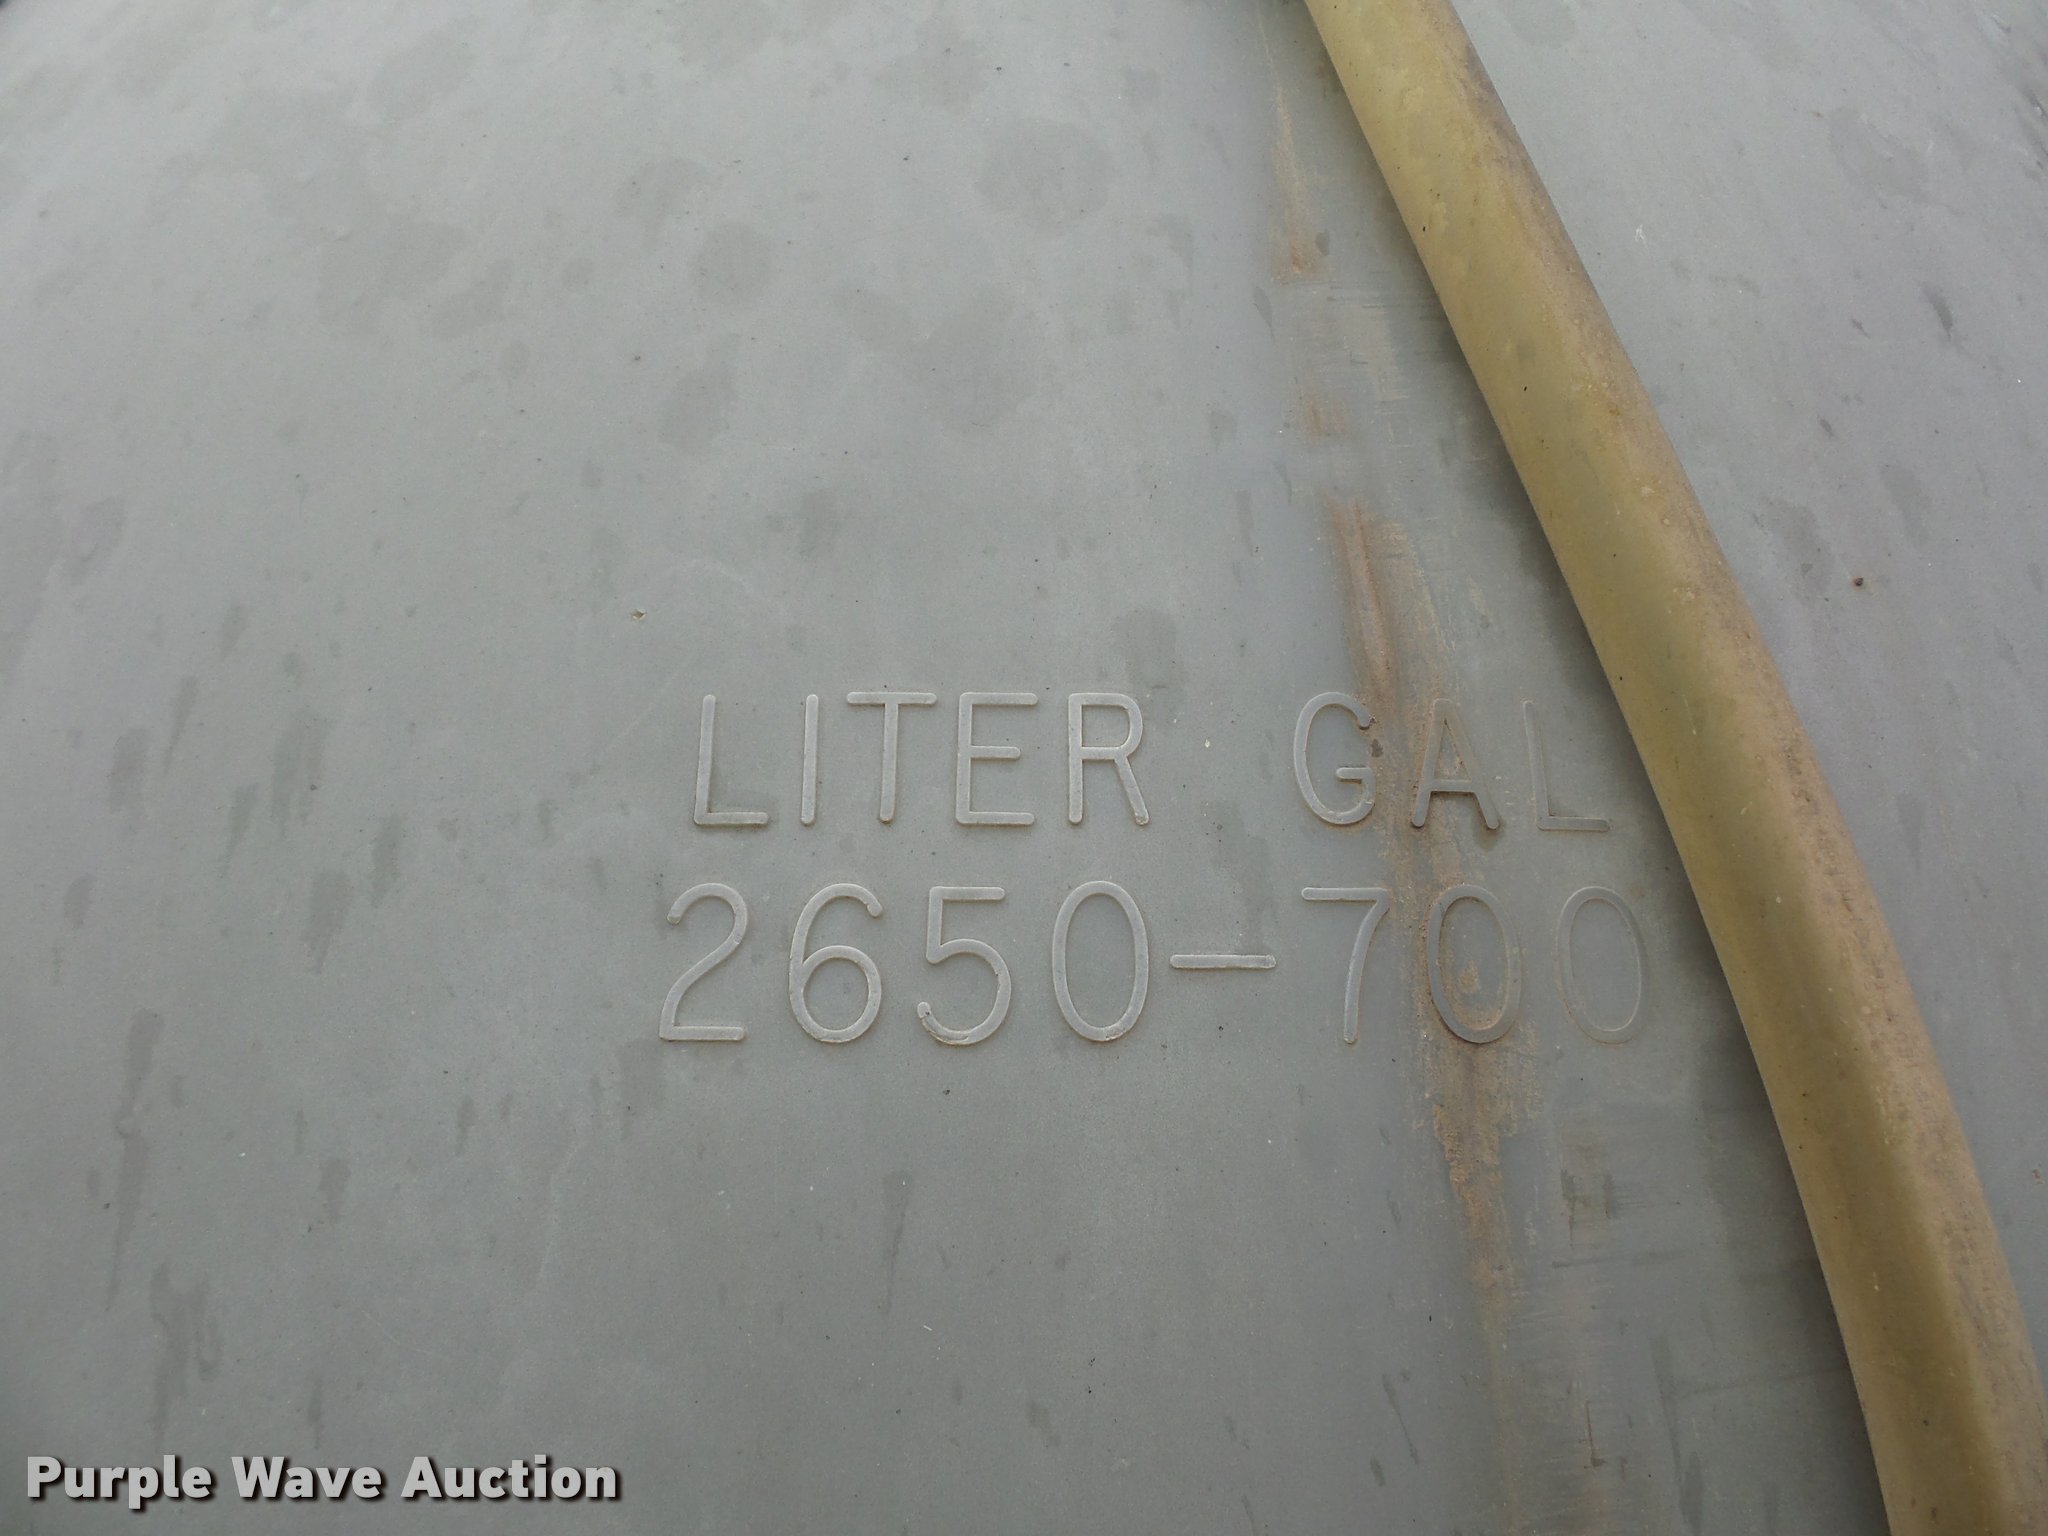 LITER GAL
2650-700
Purple Wave Auction